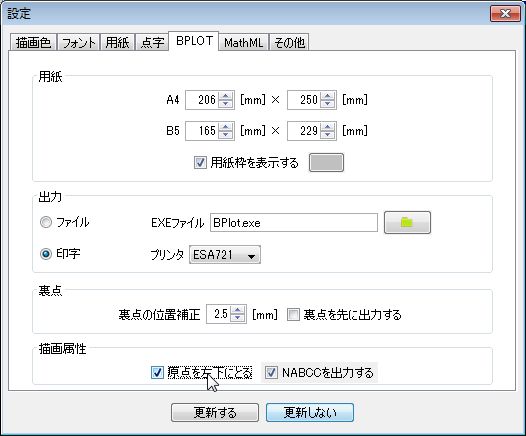 設定
描画色 フォント 用紙 点字 BPLOT MathML その他
用紙
A4 206 [mm] × 250 [mm]
B5 165 [mm] × 229 [mm]
用紙枠を表示する
出力
ファイル EXEファイル BPlot.exe
印字 プリンタ ESA721
裏点
裏点の位置補正 2.5 [mm] 裏点を先に出力する
描画属性
原点を左下にとる NABCCを出力する
更新する 更新しない